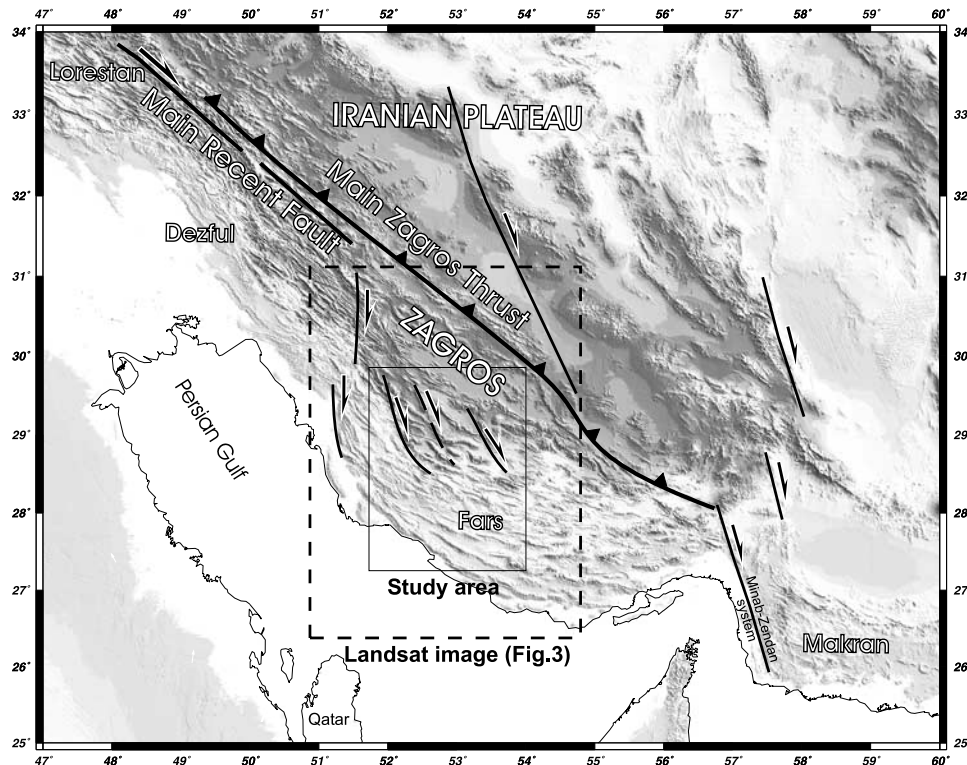 47˚ 48˚ 49˚ 50˚ 51˚ 52˚ 53˚ 54˚ 55˚ 56˚ 57˚ 58˚ 59˚ 60˚
34˚ 34˚
Lorestan
IRANIAN PLATEAU
33˚ 33˚
Main Recent Fault
Main Zagros Thrust
32˚ 32˚
Dezful
31˚ 31˚
ZAGROS
30˚ 30˚
Persian Gulf
29˚ 29˚
28˚ 28˚
Fars
27˚ 27˚
Study area
Minab-Zendan
system
Makran
26˚ 26˚
Landsat image (Fig.3)
Qatar
25˚ 25˚
47˚ 48˚ 49˚ 50˚ 51˚ 52˚ 53˚ 54˚ 55˚ 56˚ 57˚ 58˚ 59˚ 60˚